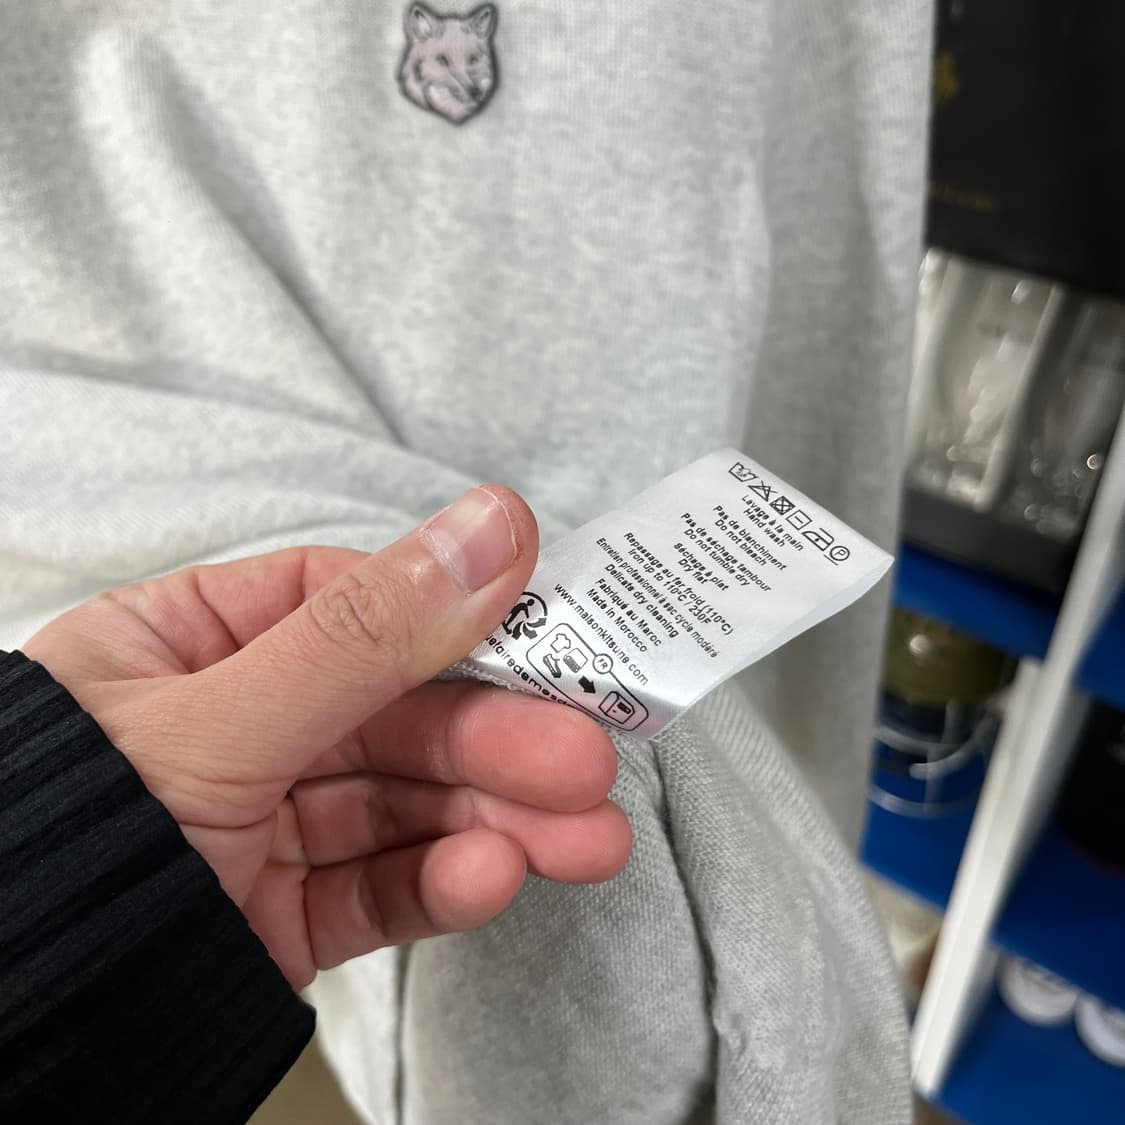 Lavage à la main
Hand wash
Pas de blanchiment
Do not bleach
Pas de séchage tambour
Do not tumble dry
Séchage à plat
Dry flat
Repassage au fer froid (110°C)
Iron up to 110°C / 230F
Entretien professionnel à sec cycle modéré
Delicate dry cleaning
Fabriqué au Maroc
Made in Morocco
www.maisonkitsune.com
FR